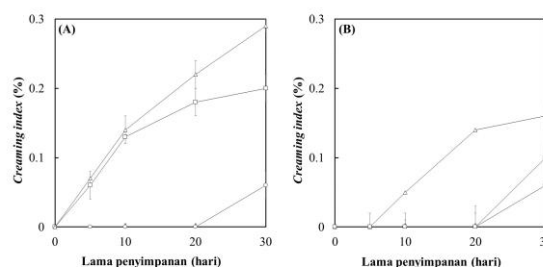 0.3
(A)
0.2
0.1
0
0
10
20
30
Creaming index (%)
Lama penyimpanan (hari)
0.3
(B)
0.2
0.1
0
0
10
20
30
Creaming index (%)
Lama penyimpanan (hari)